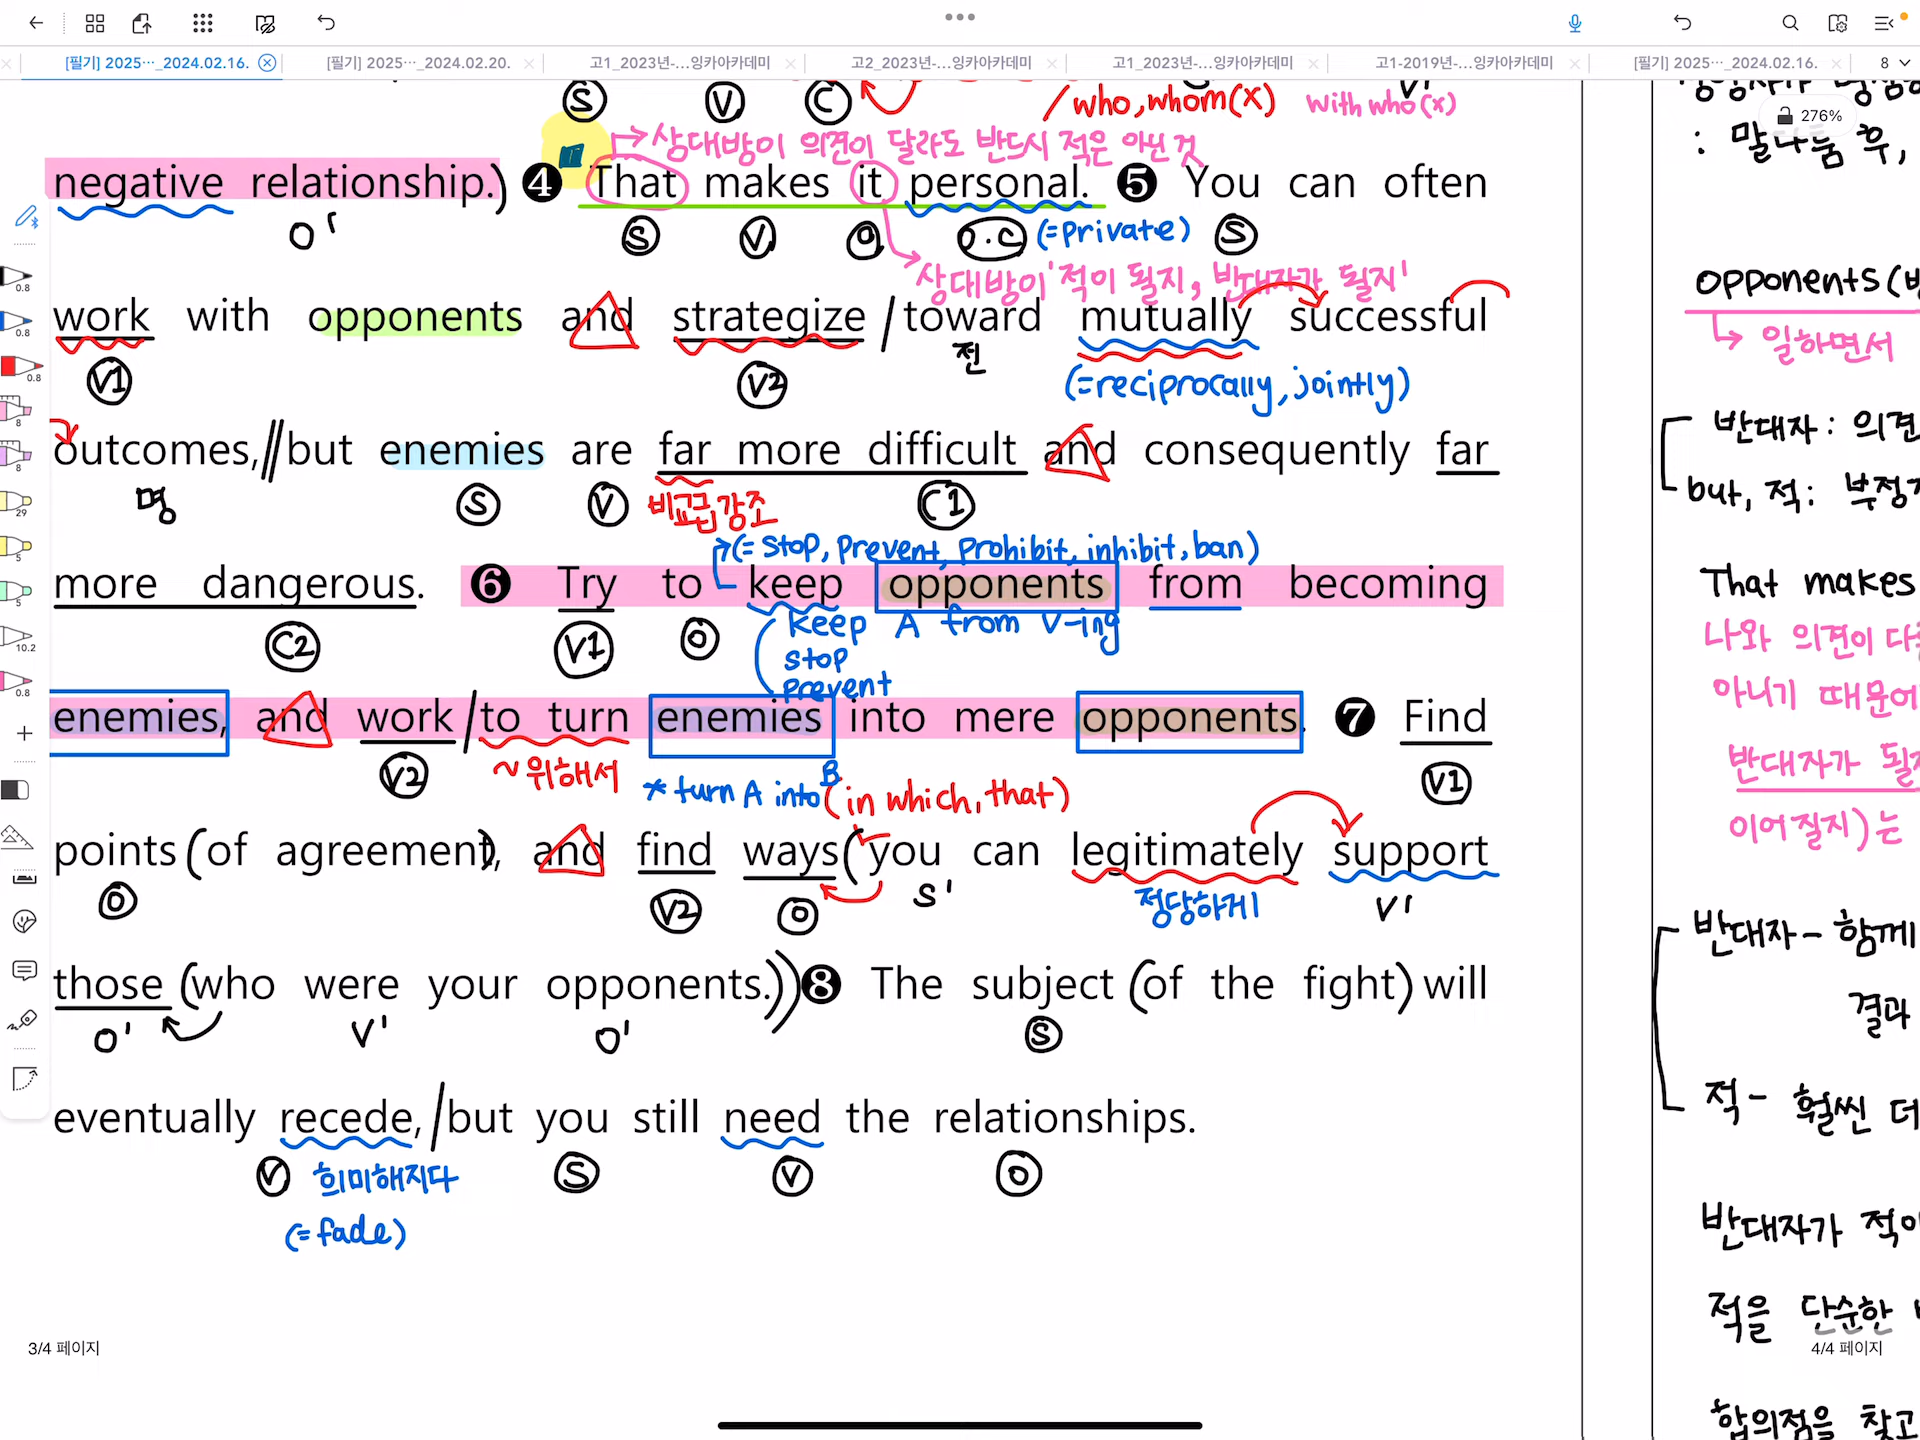 [필기] 2025…_2024.02.16.
[필기] 2025…_2024.02.20.
고1_2023년-...잉카아카데미
고2_2023년-...잉카아카데미
고1_2023년-...잉카아카데미
고1-2019년-...잉카아카데미
[필기] 2025…_2024.02.16.
8
276%
S V C / who, whom(x) with who(x)
→ 상대방이 의견이 달라도 반드시 적은 아닌 것
negative relationship.) ❹ That makes it personal. ❺ You can often
O' S V O O.C (=private) S
→ 상대방이 '적이 될지, 반대자가 될지'
work with opponents and strategize / toward mutually successful
V1 V2 전 (=reciprocally, jointly)
outcomes, // but enemies are far more difficult and consequently far
명 S V 비교급 강조 C1
(= stop, prevent, prohibit, inhibit, ban)
more dangerous. ❻ Try to keep opponents from becoming
C2 V1 O keep A from V-ing
stop
prevent
enemies, and work / to turn enemies into mere opponents. ❼ Find
V2 ~위해서 * turn A into B (in which, that) V1
points (of agreement), and find ways (you can legitimately support
O V2 O S' 정당하게 V'
those (who were your opponents.)) ❽ The subject (of the fight) will
O' V' O' S
eventually recede, / but you still need the relationships.
V 희미해지다 S V O
(= fade)
3/4 페이지
: 말다툼 후,
opponents
↳ 일하면서
반대자 : 의견
but, 적 : 부정
That makes
나와 의견이
아니기 때문에
반대자가
이어질지)는
반대자 - 함께
결과
적 - 훨씬 더
반대자가
적을 단순한
4/4 페이지
합의점을 찾고
0.8
0.8
0.8
8
8
29
5
5
10.2
0.8